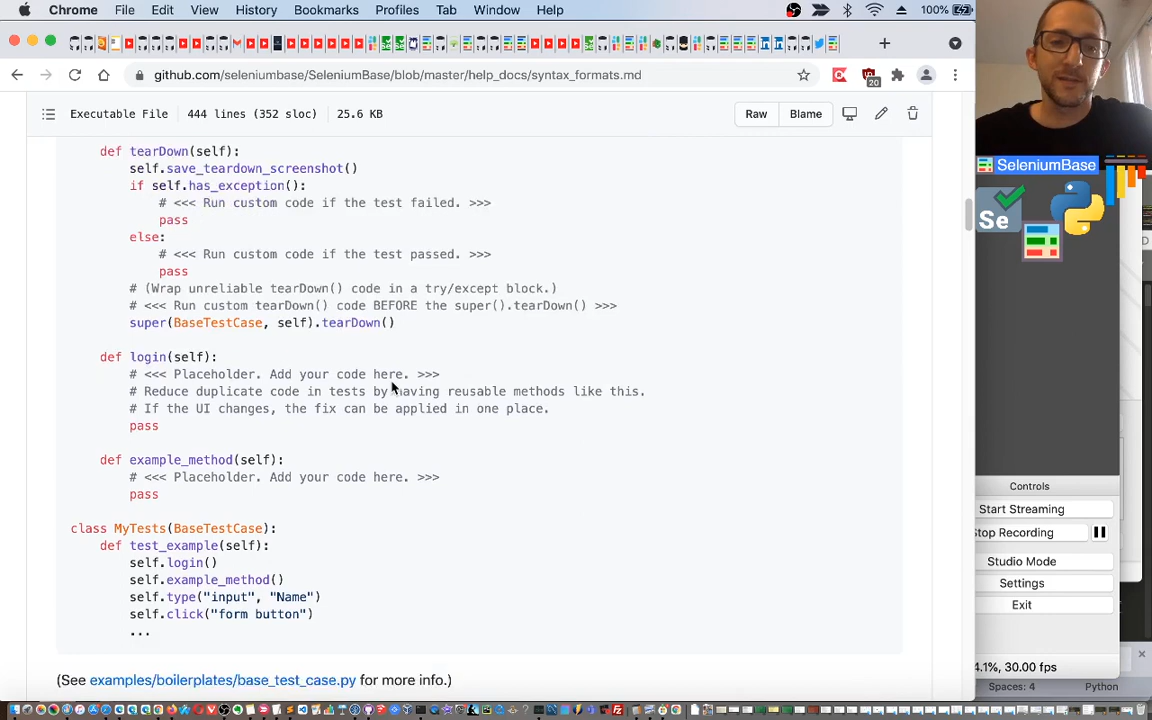 Chrome File Edit View History Bookmarks Profiles Tab Window Help 100%
github.com/seleniumbase/SeleniumBase/blob/master/help_docs/syntax_formats.md
20
Executable File 444 lines (352 sloc) 25.6 KB Raw Blame
def tearDown(self):
self.save_teardown_screenshot()
if self.has_exception():
# <<< Run custom code if the test failed. >>>
pass
else:
# <<< Run custom code if the test passed. >>>
pass
# (Wrap unreliable tearDown() code in a try/except block.)
# <<< Run custom tearDown() code BEFORE the super().tearDown() >>>
super(BaseTestCase, self).tearDown()
def login(self):
# <<< Placeholder. Add your code here. >>>
# Reduce duplicate code in tests by having reusable methods like this.
# If the UI changes, the fix can be applied in one place.
pass
def example_method(self):
# <<< Placeholder. Add your code here. >>>
pass
class MyTests(BaseTestCase):
def test_example(self):
self.login()
self.example_method()
self.type("input", "Name")
self.click("form button")
...
(See examples/boilerplates/base_test_case.py for more info.)
SeleniumBase
Se
Controls
Start Streaming
Stop Recording
Studio Mode
Settings
Exit
4.1%, 30.00 fps
Spaces: 4 Python